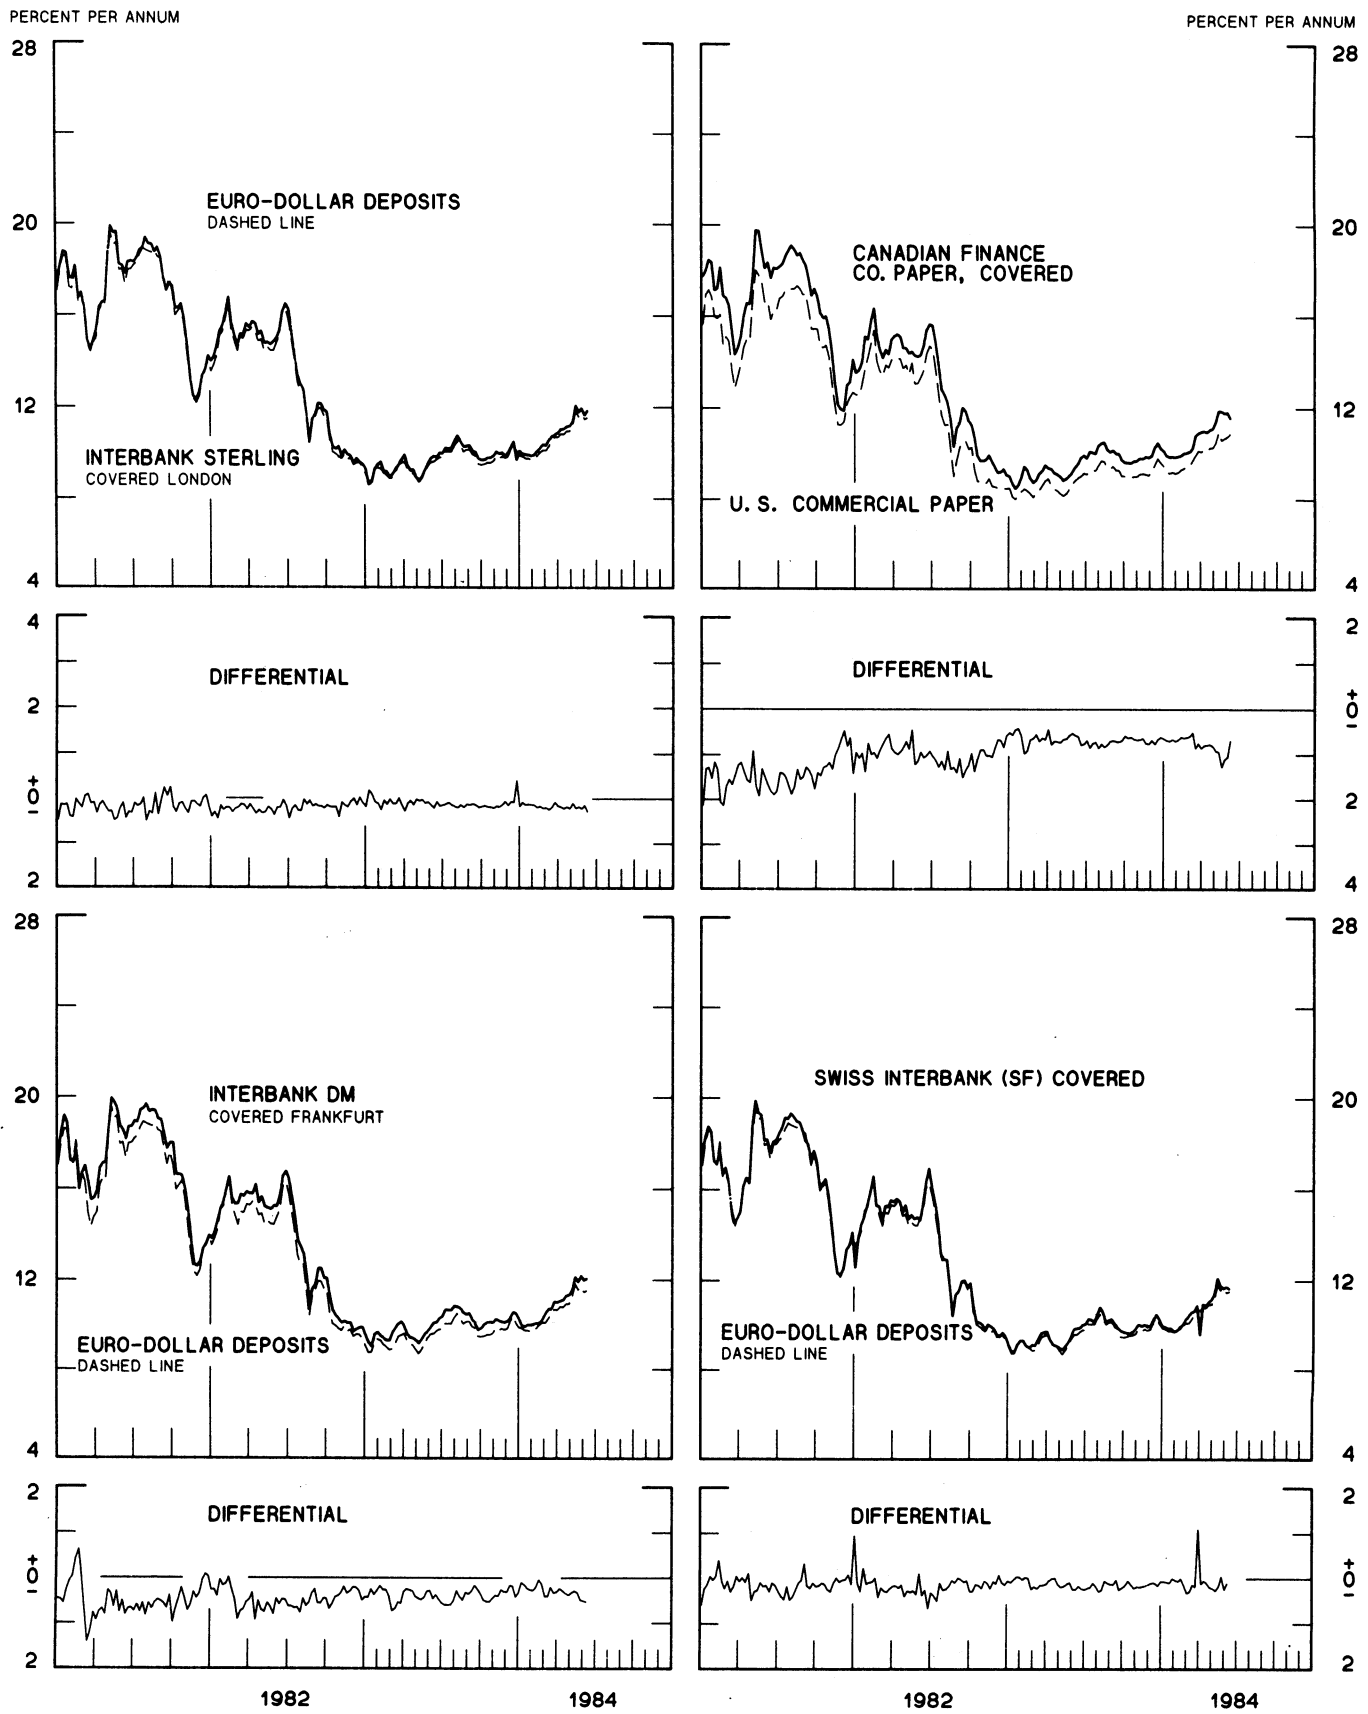 PERCENT PER ANNUM
PERCENT PER ANNUM
28
20
12
4
EURO-DOLLAR DEPOSITS
DASHED LINE
INTERBANK STERLING
COVERED LONDON
28
20
12
4
CANADIAN FINANCE
CO. PAPER, COVERED
U.S. COMMERCIAL PAPER
4
2
+
0
–
2
DIFFERENTIAL
2
+
0
–
2
4
DIFFERENTIAL
28
20
12
4
INTERBANK DM
COVERED FRANKFURT
EURO-DOLLAR DEPOSITS
DASHED LINE
28
20
12
4
SWISS INTERBANK (SF) COVERED
EURO-DOLLAR DEPOSITS
DASHED LINE
2
+
0
–
2
DIFFERENTIAL
2
+
0
–
2
DIFFERENTIAL
1982
1984
1982
1984